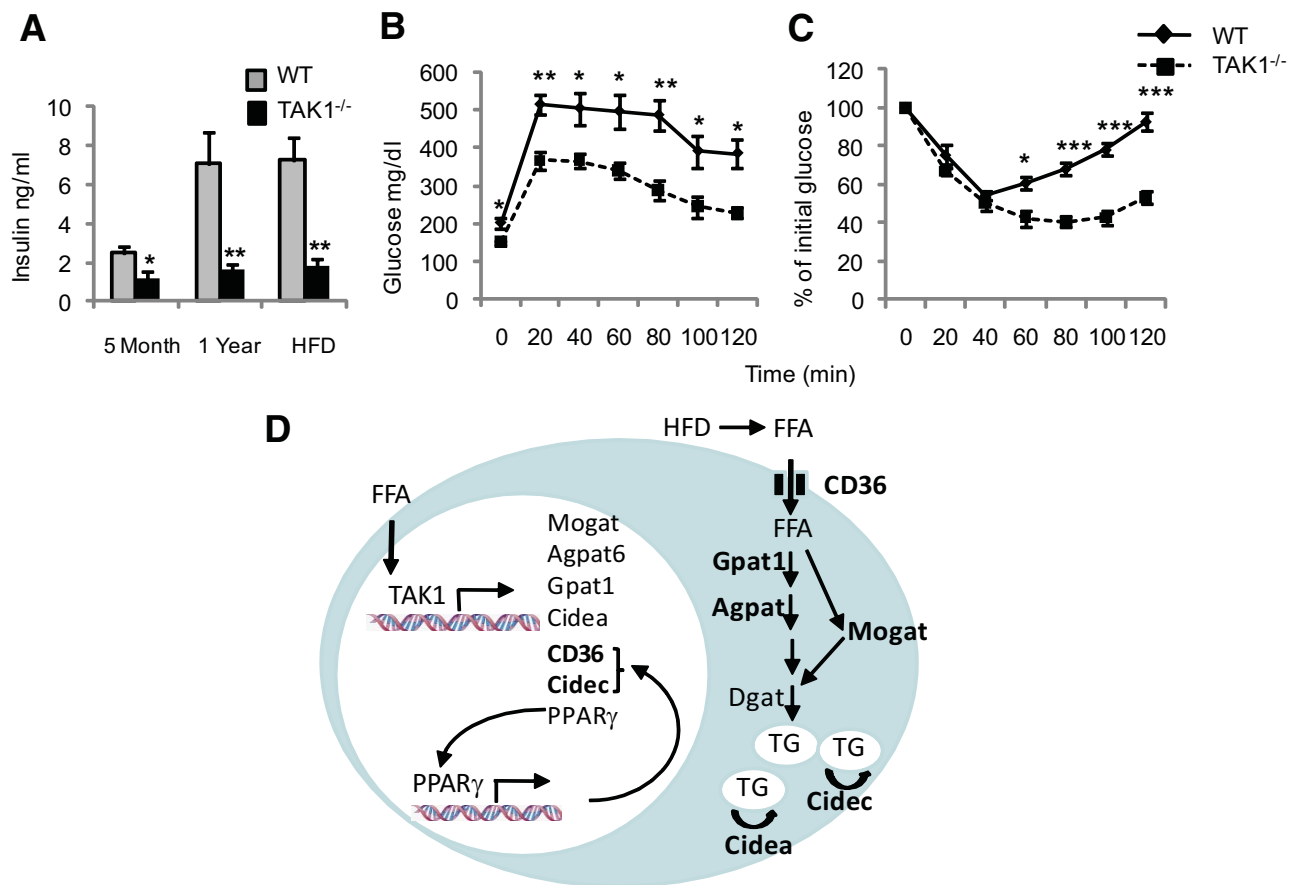 A
WT
TAK1-/-
Insulin ng/ml
10
8
6
4
2
0
*
**
**
5 Month
1 Year
HFD
B
Glucose mg/dl
600
500
400
300
200
100
0
*
**
*
*
**
*
*
0 20 40 60 80 100 120
C
WT
TAK1-/-
% of initial glucose
120
100
80
60
40
20
0
*
***
***
***
0 20 40 60 80 100 120
Time (min)
D
HFD
FFA
CD36
FFA
Gpat1
Agpat
Mogat
Dgat
TG
TG
TG
Cidec
Cidea
FFA
TAK1
Mogat
Agpat6
Gpat1
Cidea
CD36
Cidec
PPARγ
PPARγ